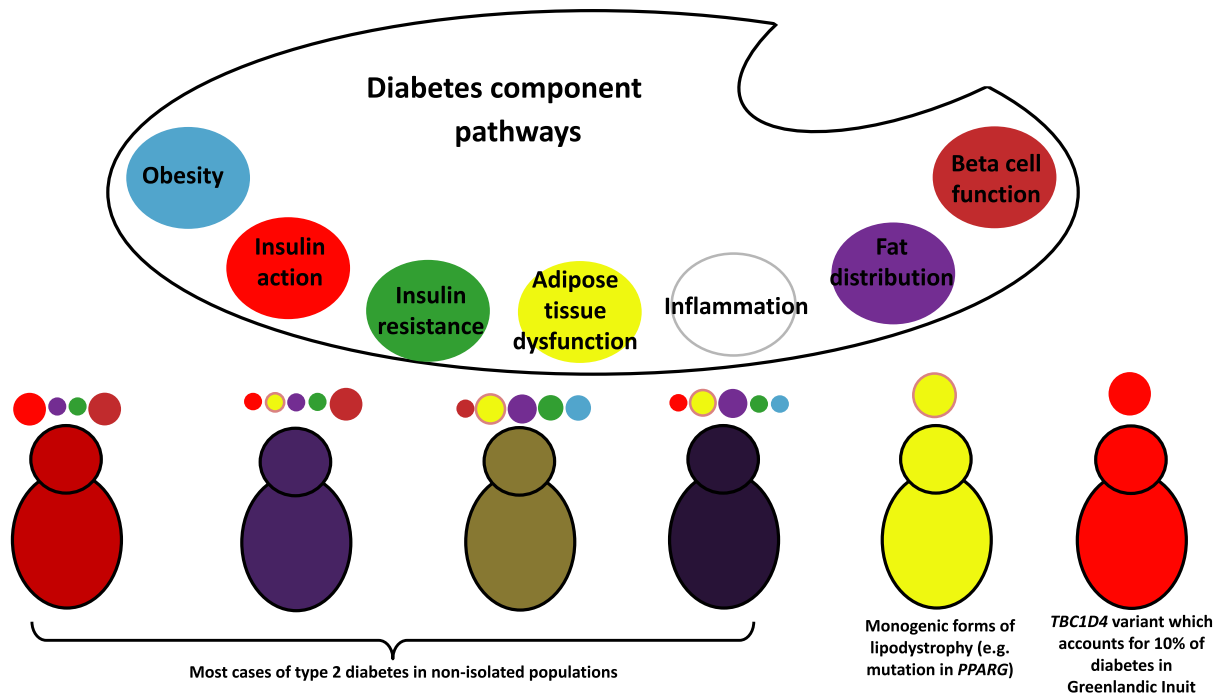 Diabetes component
pathways
Obesity
Insulin
action
Insulin
resistance
Adipose
tissue
dysfunction
Inflammation
Fat
distribution
Beta cell
function
Most cases of type 2 diabetes in non-isolated populations
Monogenic forms of
lipodystrophy (e.g.
mutation in PPARG)
TBC1D4 variant which
accounts for 10% of
diabetes in
Greenlandic Inuit